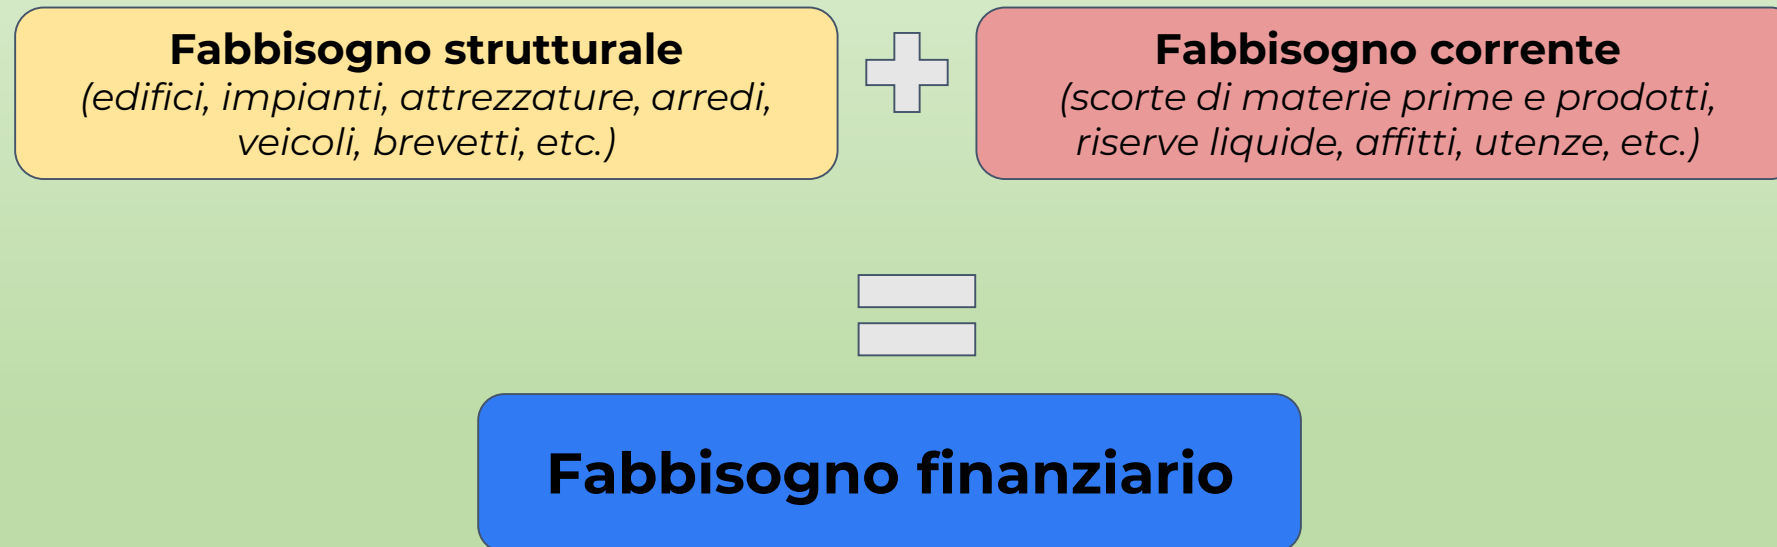 Fabbisogno strutturale
(edifici, impianti, attrezzature, arredi,
veicoli, brevetti, etc.)
Fabbisogno corrente
(scorte di materie prime e prodotti,
riserve liquide, affitti, utenze, etc.)
Fabbisogno finanziario